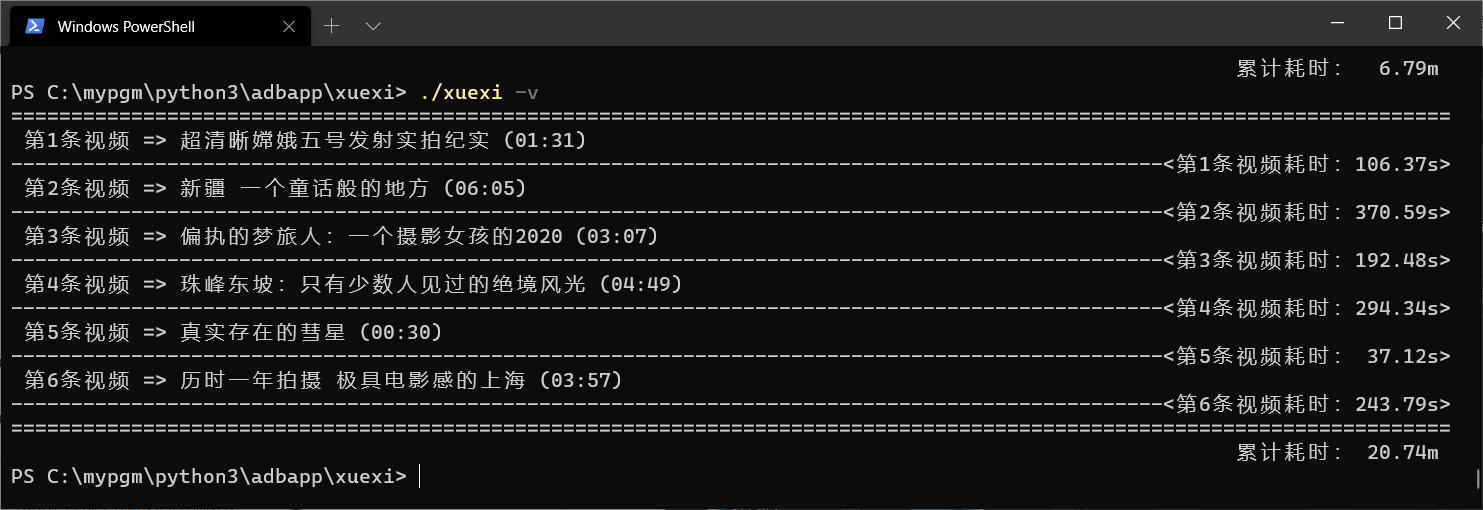 Windows PowerShell
累计耗时: 6.79m
PS C:\mypgm\python3\adbapp\xuexi> ./xuexi -v
========================================================================================================================
第1条视频 => 超清晰嫦娥五号发射实拍纪实 (01:31)
------------------------------------------------------------------------------------------------<第1条视频耗时: 106.37s>
第2条视频 => 新疆 一个童话般的地方 (06:05)
------------------------------------------------------------------------------------------------<第2条视频耗时: 370.59s>
第3条视频 => 偏执的梦旅人: 一个摄影女孩的2020 (03:07)
------------------------------------------------------------------------------------------------<第3条视频耗时: 192.48s>
第4条视频 => 珠峰东坡: 只有少数人见过的绝境风光 (04:49)
------------------------------------------------------------------------------------------------<第4条视频耗时: 294.34s>
第5条视频 => 真实存在的彗星 (00:30)
------------------------------------------------------------------------------------------------<第5条视频耗时: 37.12s>
第6条视频 => 历时一年拍摄 极具电影感的上海 (03:57)
------------------------------------------------------------------------------------------------<第6条视频耗时: 243.79s>
========================================================================================================================
累计耗时: 20.74m
PS C:\mypgm\python3\adbapp\xuexi>